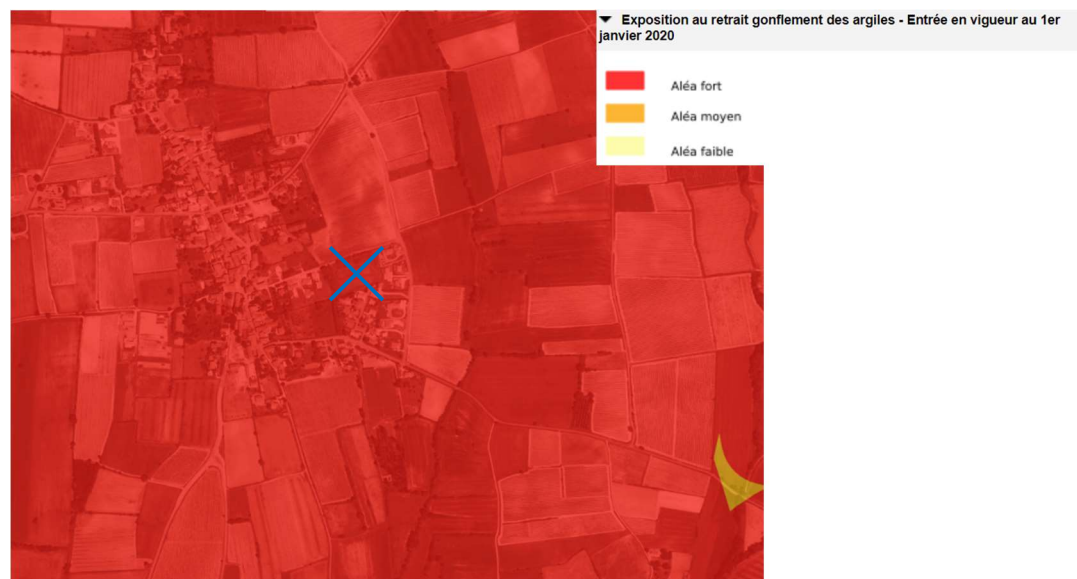 Exposition au retrait gonflement des argiles - Entrée en vigueur au 1er
janvier 2020
Aléa fort
Aléa moyen
Aléa faible